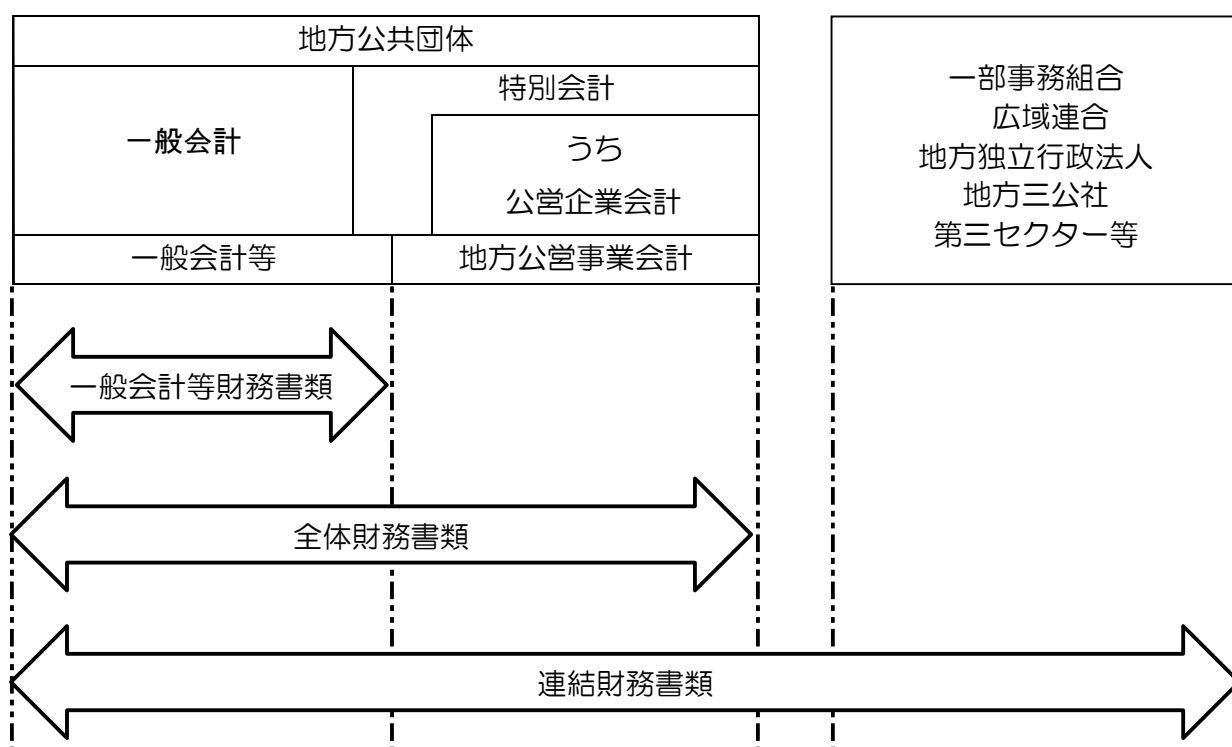 地方公共団体
一般会計
特別会計
うち
公営企業会計
一般会計等
地方公営事業会計
一部事務組合
広域連合
地方独立行政法人
地方三公社
第三セクター等
一般会計等財務書類
全体財務書類
連結財務書類